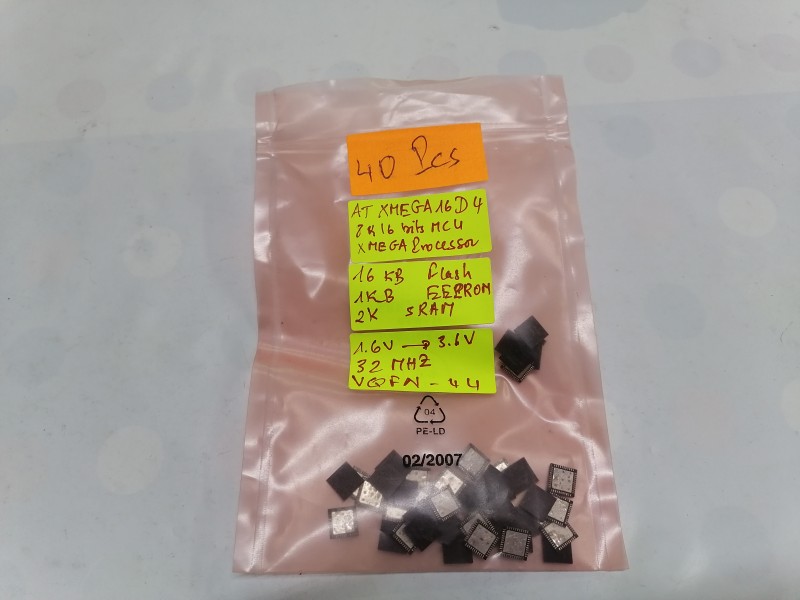 40 Pcs
AT XMEGA16D4
8 & 16 bits MCU
XMEGA Processor
16 KB Flash
1KB EEPROM
2K SRAM
1.6V → 3.6V
32 MHZ
VQFN - 44
04
PE-LD
02/2007